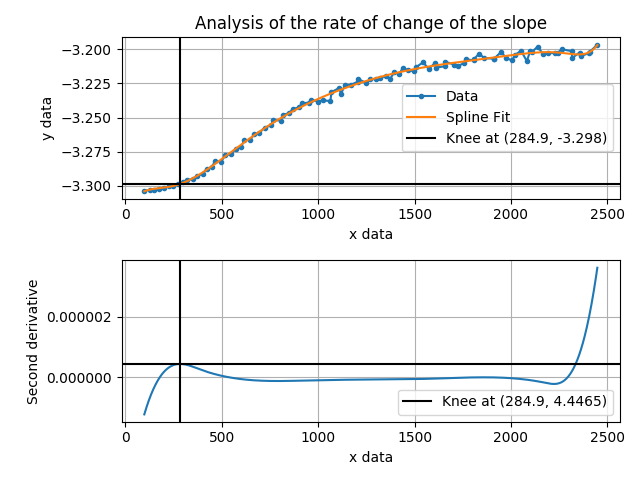 Analysis of the rate of change of the slope
−3.200
−3.225
−3.250
−3.275
−3.300
y data
Data
Spline Fit
Knee at (284.9, -3.298)
0 500 1000 1500 2000 2500
x data
0.000002
0.000000
Second derivative
Knee at (284.9, 4.4465)
0 500 1000 1500 2000 2500
x data